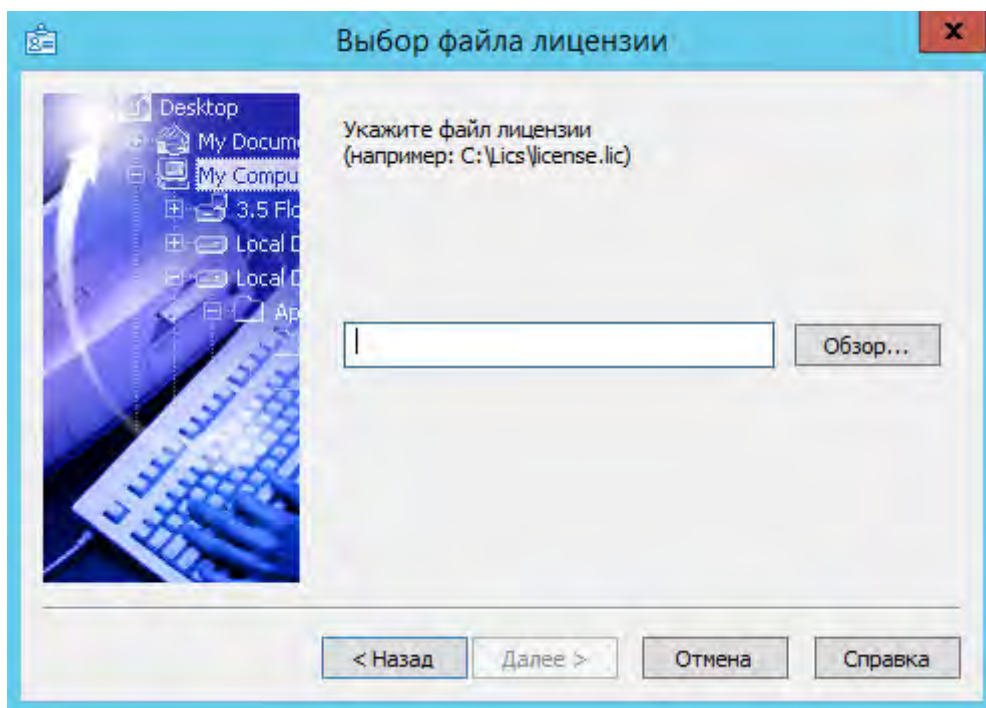 Выбор файла лицензии
x
Desktop
My Docum
My Compu
3.5 Flo
Local D
Local D
Ap
Укажите файл лицензии
(например: C:\Lics\license.lic)
Обзор...
< Назад
Далее >
Отмена
Справка